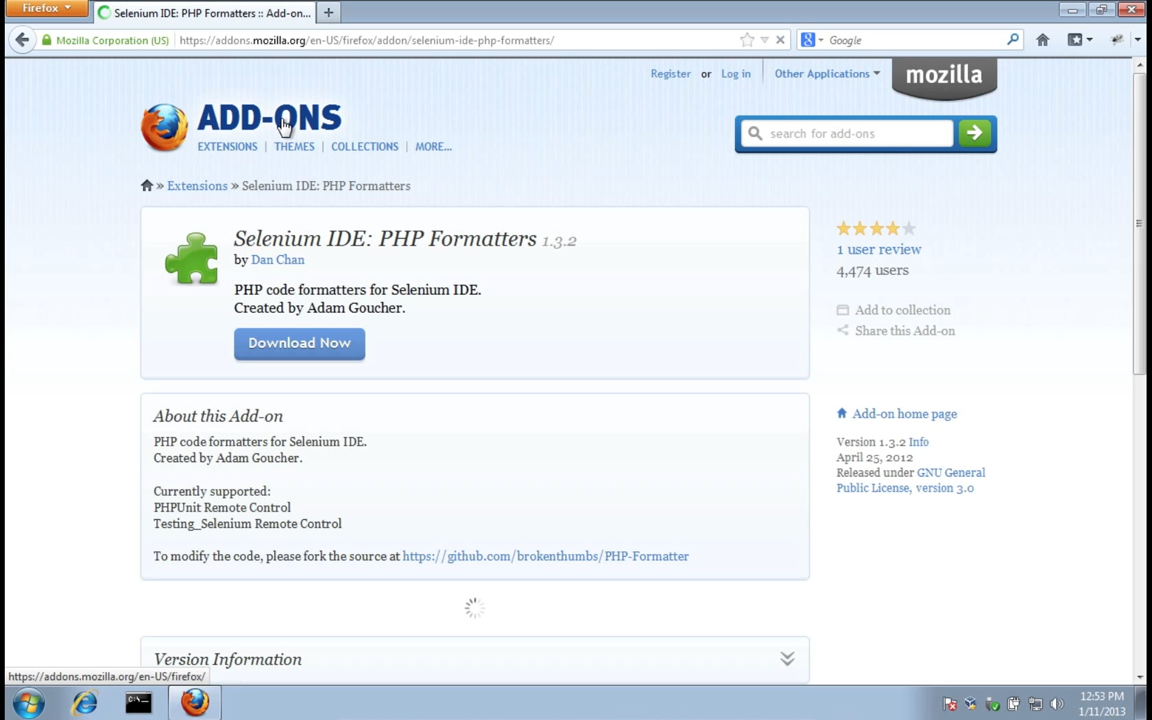 Firefox
Selenium IDE: PHP Formatters :: Add-on...
Mozilla Corporation (US)
https://addons.mozilla.org/en-US/firefox/addon/selenium-ide-php-formatters/
Google
Register or Log in
Other Applications
mozilla
ADD-ONS
EXTENSIONS | THEMES | COLLECTIONS | MORE...
search for add-ons
» Extensions » Selenium IDE: PHP Formatters
Selenium IDE: PHP Formatters 1.3.2
by Dan Chan
PHP code formatters for Selenium IDE.
Created by Adam Goucher.
Download Now
1 user review
4,474 users
Add to collection
Share this Add-on
About this Add-on
PHP code formatters for Selenium IDE.
Created by Adam Goucher.
Currently supported:
PHPUnit Remote Control
Testing_Selenium Remote Control
To modify the code, please fork the source at https://github.com/brokenthumbs/PHP-Formatter
Add-on home page
Version 1.3.2 Info
April 25, 2012
Released under GNU General
Public License, version 3.0
Version Information
https://addons.mozilla.org/en-US/firefox/
12:53 PM
1/11/2013